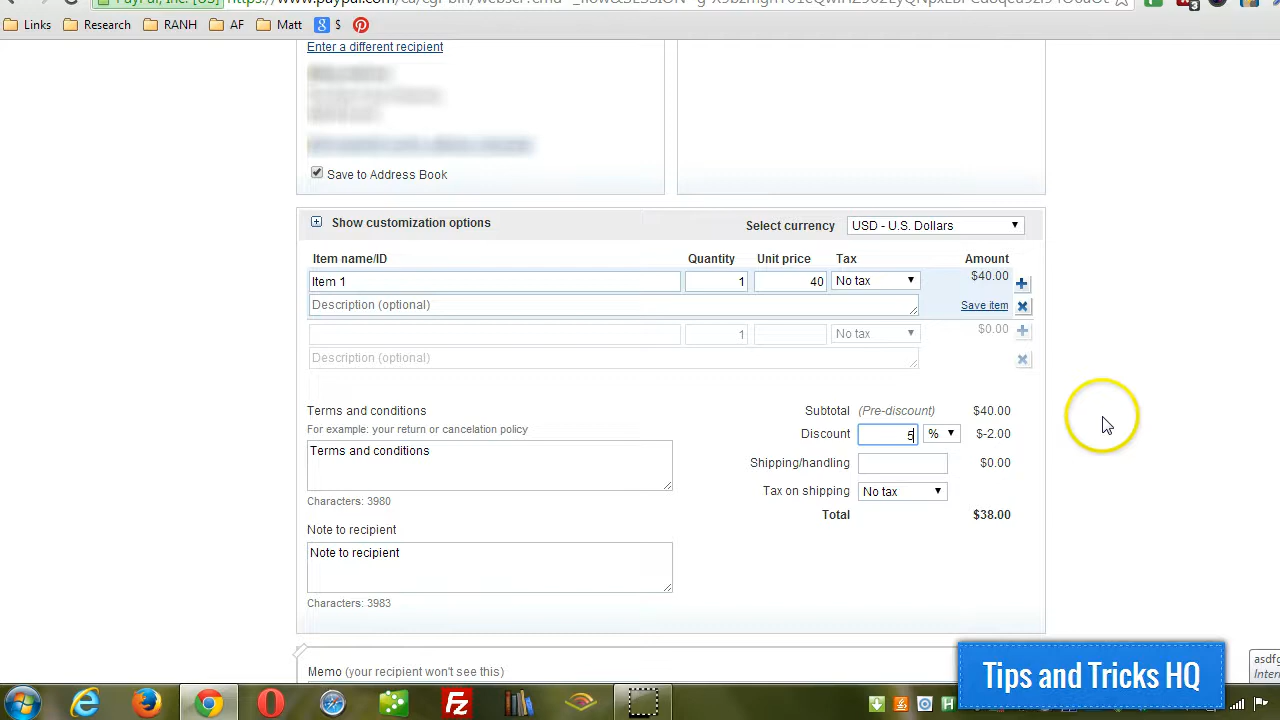 Links Research RANH AF Matt $
Enter a different recipient
Save to Address Book
Show customization options Select currency USD - U.S. Dollars
Item name/ID Quantity Unit price Tax Amount
Item 1 1 40 No tax $40.00
Description (optional) Save item
1 No tax $0.00
Description (optional)
Terms and conditions
For example: your return or cancelation policy
Terms and conditions
Characters: 3980
Note to recipient
Note to recipient
Characters: 3983
Subtotal (Pre-discount) $40.00
Discount 5 % $-2.00
Shipping/handling $0.00
Tax on shipping No tax
Total $38.00
Memo (your recipient won't see this)
Tips and Tricks HQ
asdfg